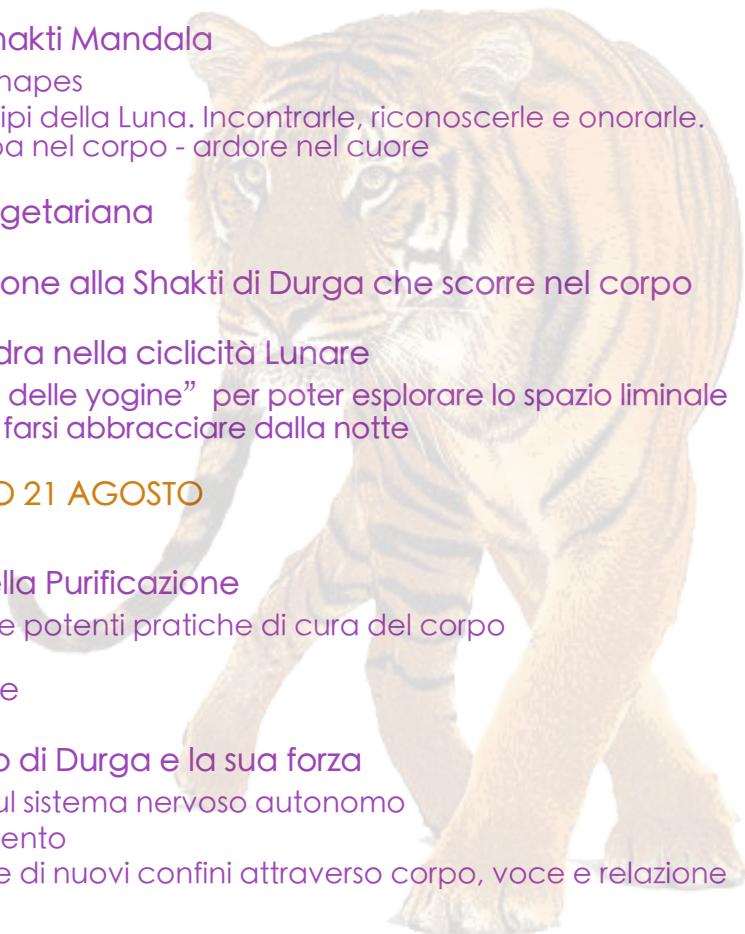 hakti Mandala
hapes
ipi della Luna. Incontrarle, riconoscerle e onorarle.
pa nel corpo - ardore nel cuore
getariana
one alla Shakti di Durga che scorre nel corpo
dra nella ciclicità Lunare
delle yogine” per poter esplorare lo spazio liminale
farsi abbracciare dalla notte
O 21 AGOSTO
lla Purificazione
e potenti pratiche di cura del corpo
e
o di Durga e la sua forza
ul sistema nervoso autonomo
ento
e di nuovi confini attraverso corpo, voce e relazione